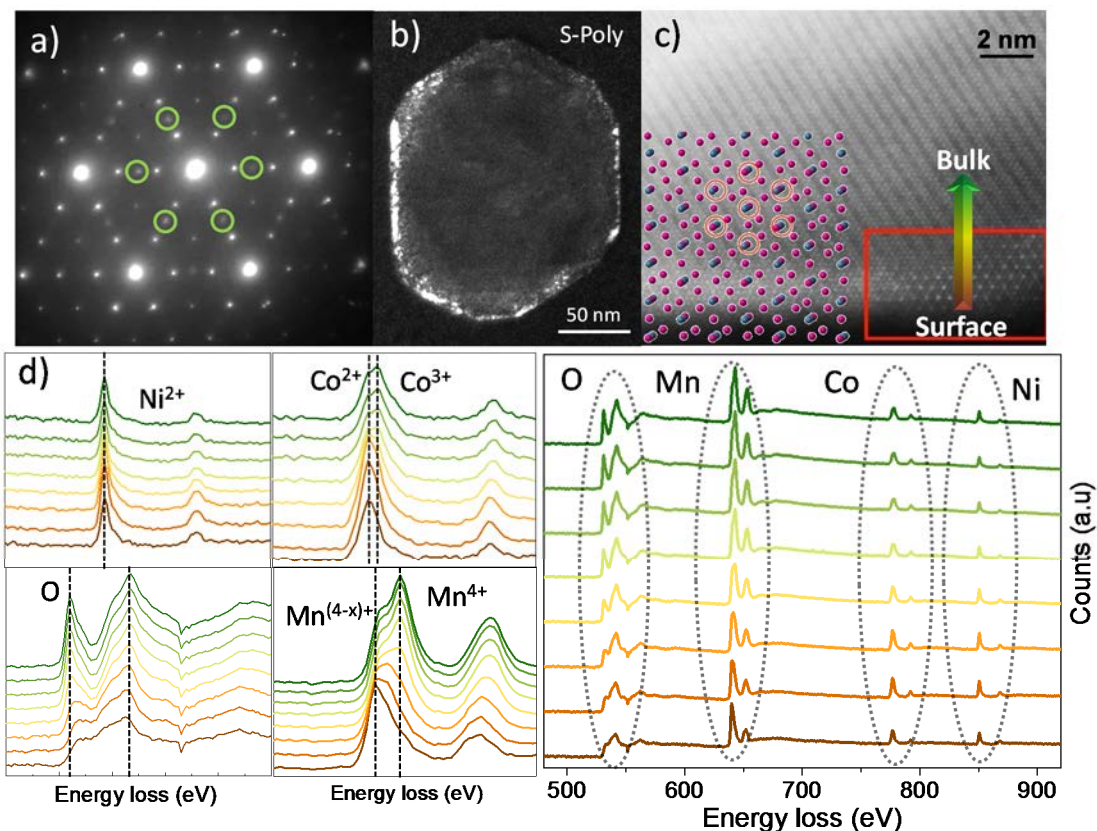 a)
b)
S-Poly
50 nm
c)
2 nm
Bulk
Surface
d)
Ni2+
Co2+
Co3+
O
Mn(4-x)+
Mn4+
Energy loss (eV)
Energy loss (eV)
O
Mn
Co
Ni
Counts (a.u)
500
600
700
800
900
Energy loss (eV)